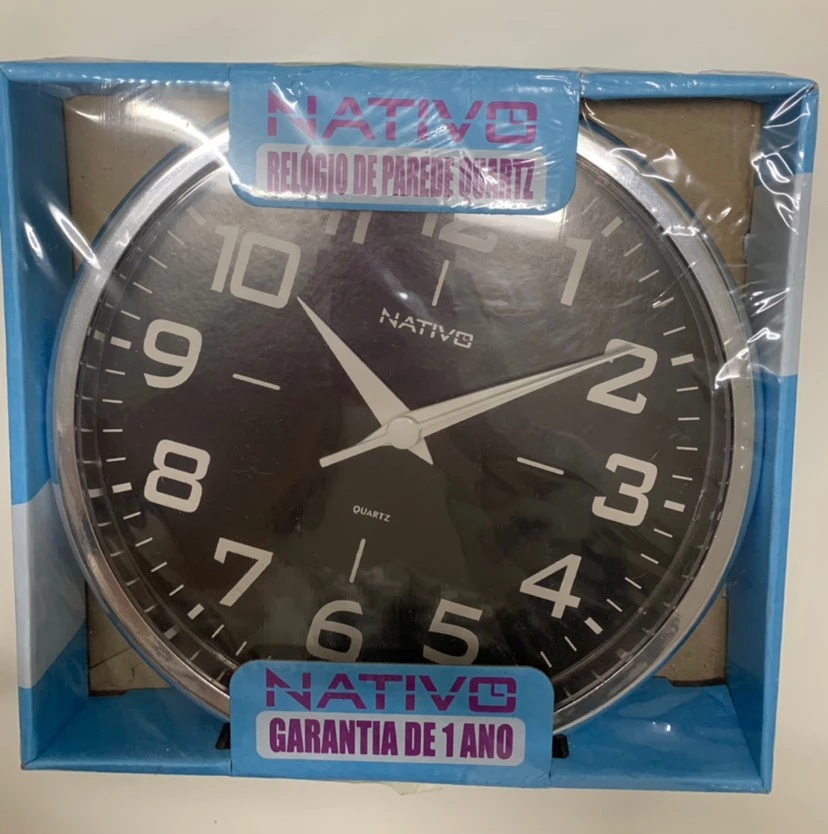 NATIVO
RELÓGIO DE PAREDE QUARTZ
11 12
10 1
NATIVO
9 2
8 3
QUARTZ
7 4
6 5
NATIVO
GARANTIA DE 1 ANO